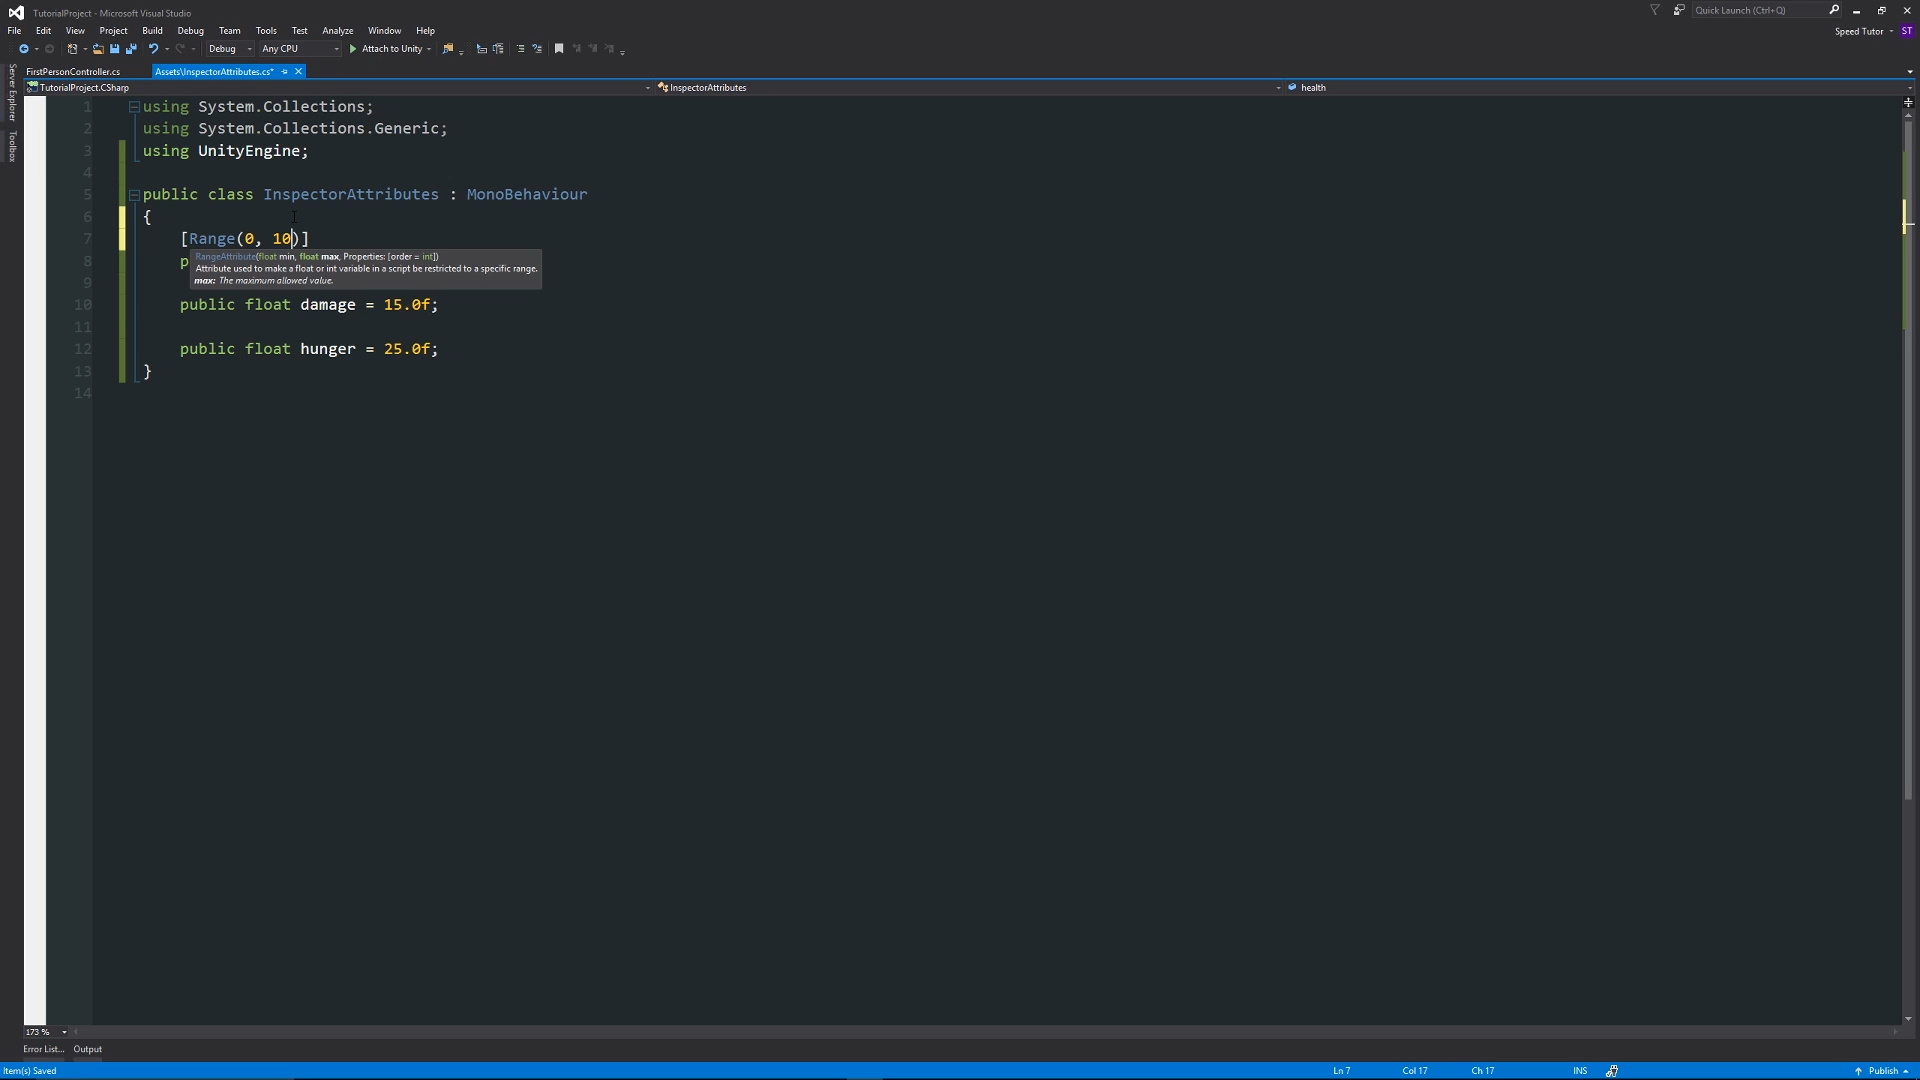 TutorialProject - Microsoft Visual Studio
Quick Launch (Ctrl+Q)
File Edit View Project Build Debug Team Tools Test Analyze Window Help
Speed Tutor ST
Debug Any CPU Attach to Unity
FirstPersonController.cs Assets\InspectorAttributes.cs*
TutorialProject.CSharp InspectorAttributes health
Server Explorer
Toolbox
1 using System.Collections;
2 using System.Collections.Generic;
3 using UnityEngine;
4
5 public class InspectorAttributes : MonoBehaviour
6 {
7 [Range(0, 10)]
8 p
RangeAttribute(float min, float max, Properties: [order = int])
Attribute used to make a float or int variable in a script be restricted to a specific range.
max: The maximum allowed value.
9
10 public float damage = 15.0f;
11
12 public float hunger = 25.0f;
13 }
14
173 %
Error List... Output
Item(s) Saved Ln 7 Col 17 Ch 17 INS Publish